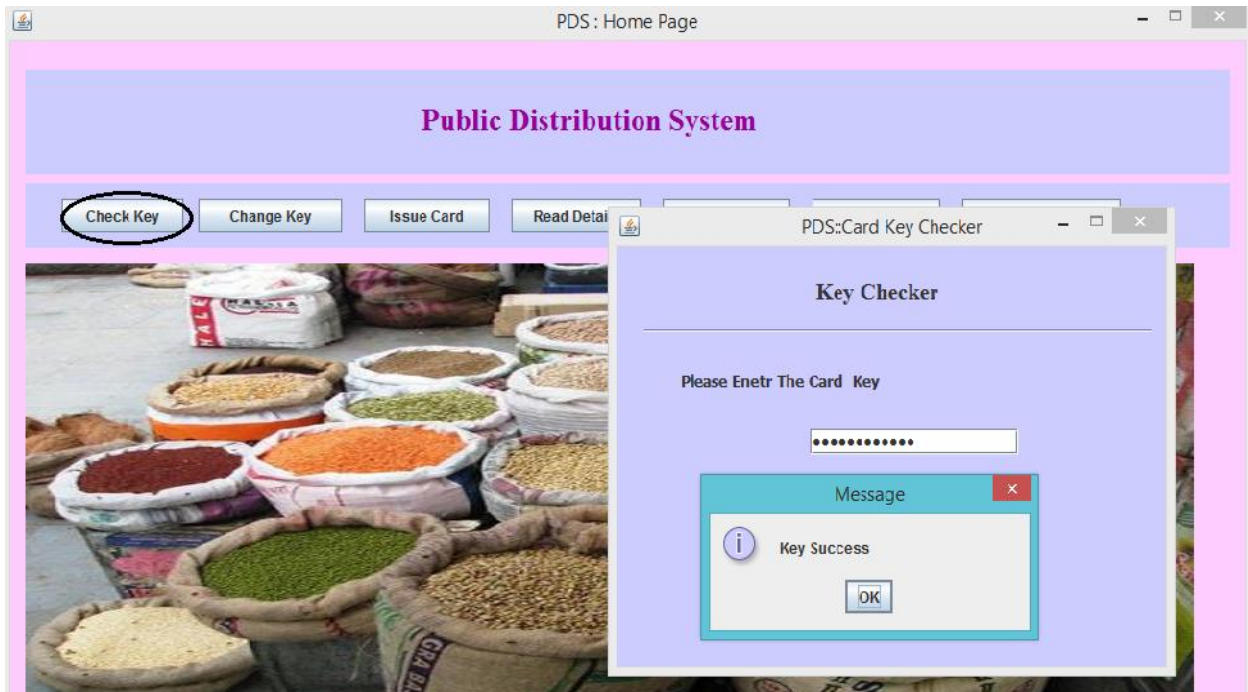 PDS : Home Page
Public Distribution System
Check Key
Change Key
Issue Card
Read Detai
PDS::Card Key Checker
Key Checker
Please Enetr The Card Key
••••••••••••
Message
Key Success
OK